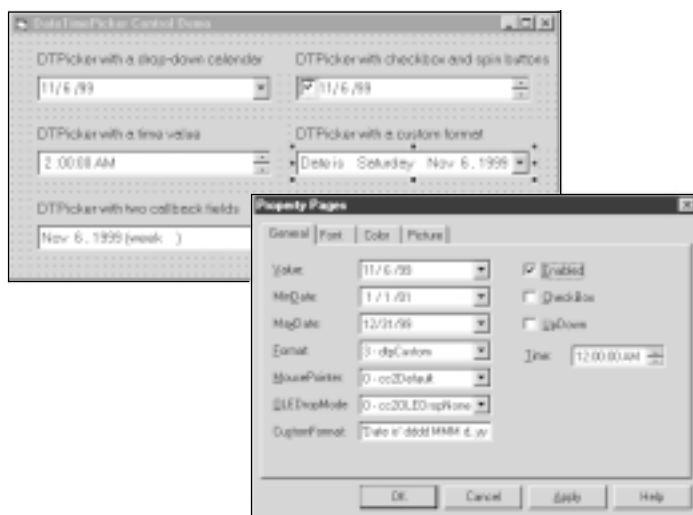 DateTimePicker Control Demo
DTPicker with a drop-down calendar
DTPicker with checkbox and spin buttons
11/ 6 /99
11/ 6 /99
DTPicker with a time value
DTPicker with a custom format
2 :00:00 AM
Date is Saturday Nov 6, 1999
DTPicker with two callback fields
Nov 6, 1999 (week )
Property Pages
General Font Color Picture
Value: 11/ 6 /99
Enabled
MinDate: 1 / 1 /91
CheckBox
MaxDate: 12/31/99
UpDown
Format: 3 - dtpCustom
Time: 12:00:00 AM
MousePointer: 0 - cc2Default
OLEDropMode: 0 - cc2OLEDropNone
CustomFormat: 'Date is' dddd MMM d, yy
OK Cancel Apply Help